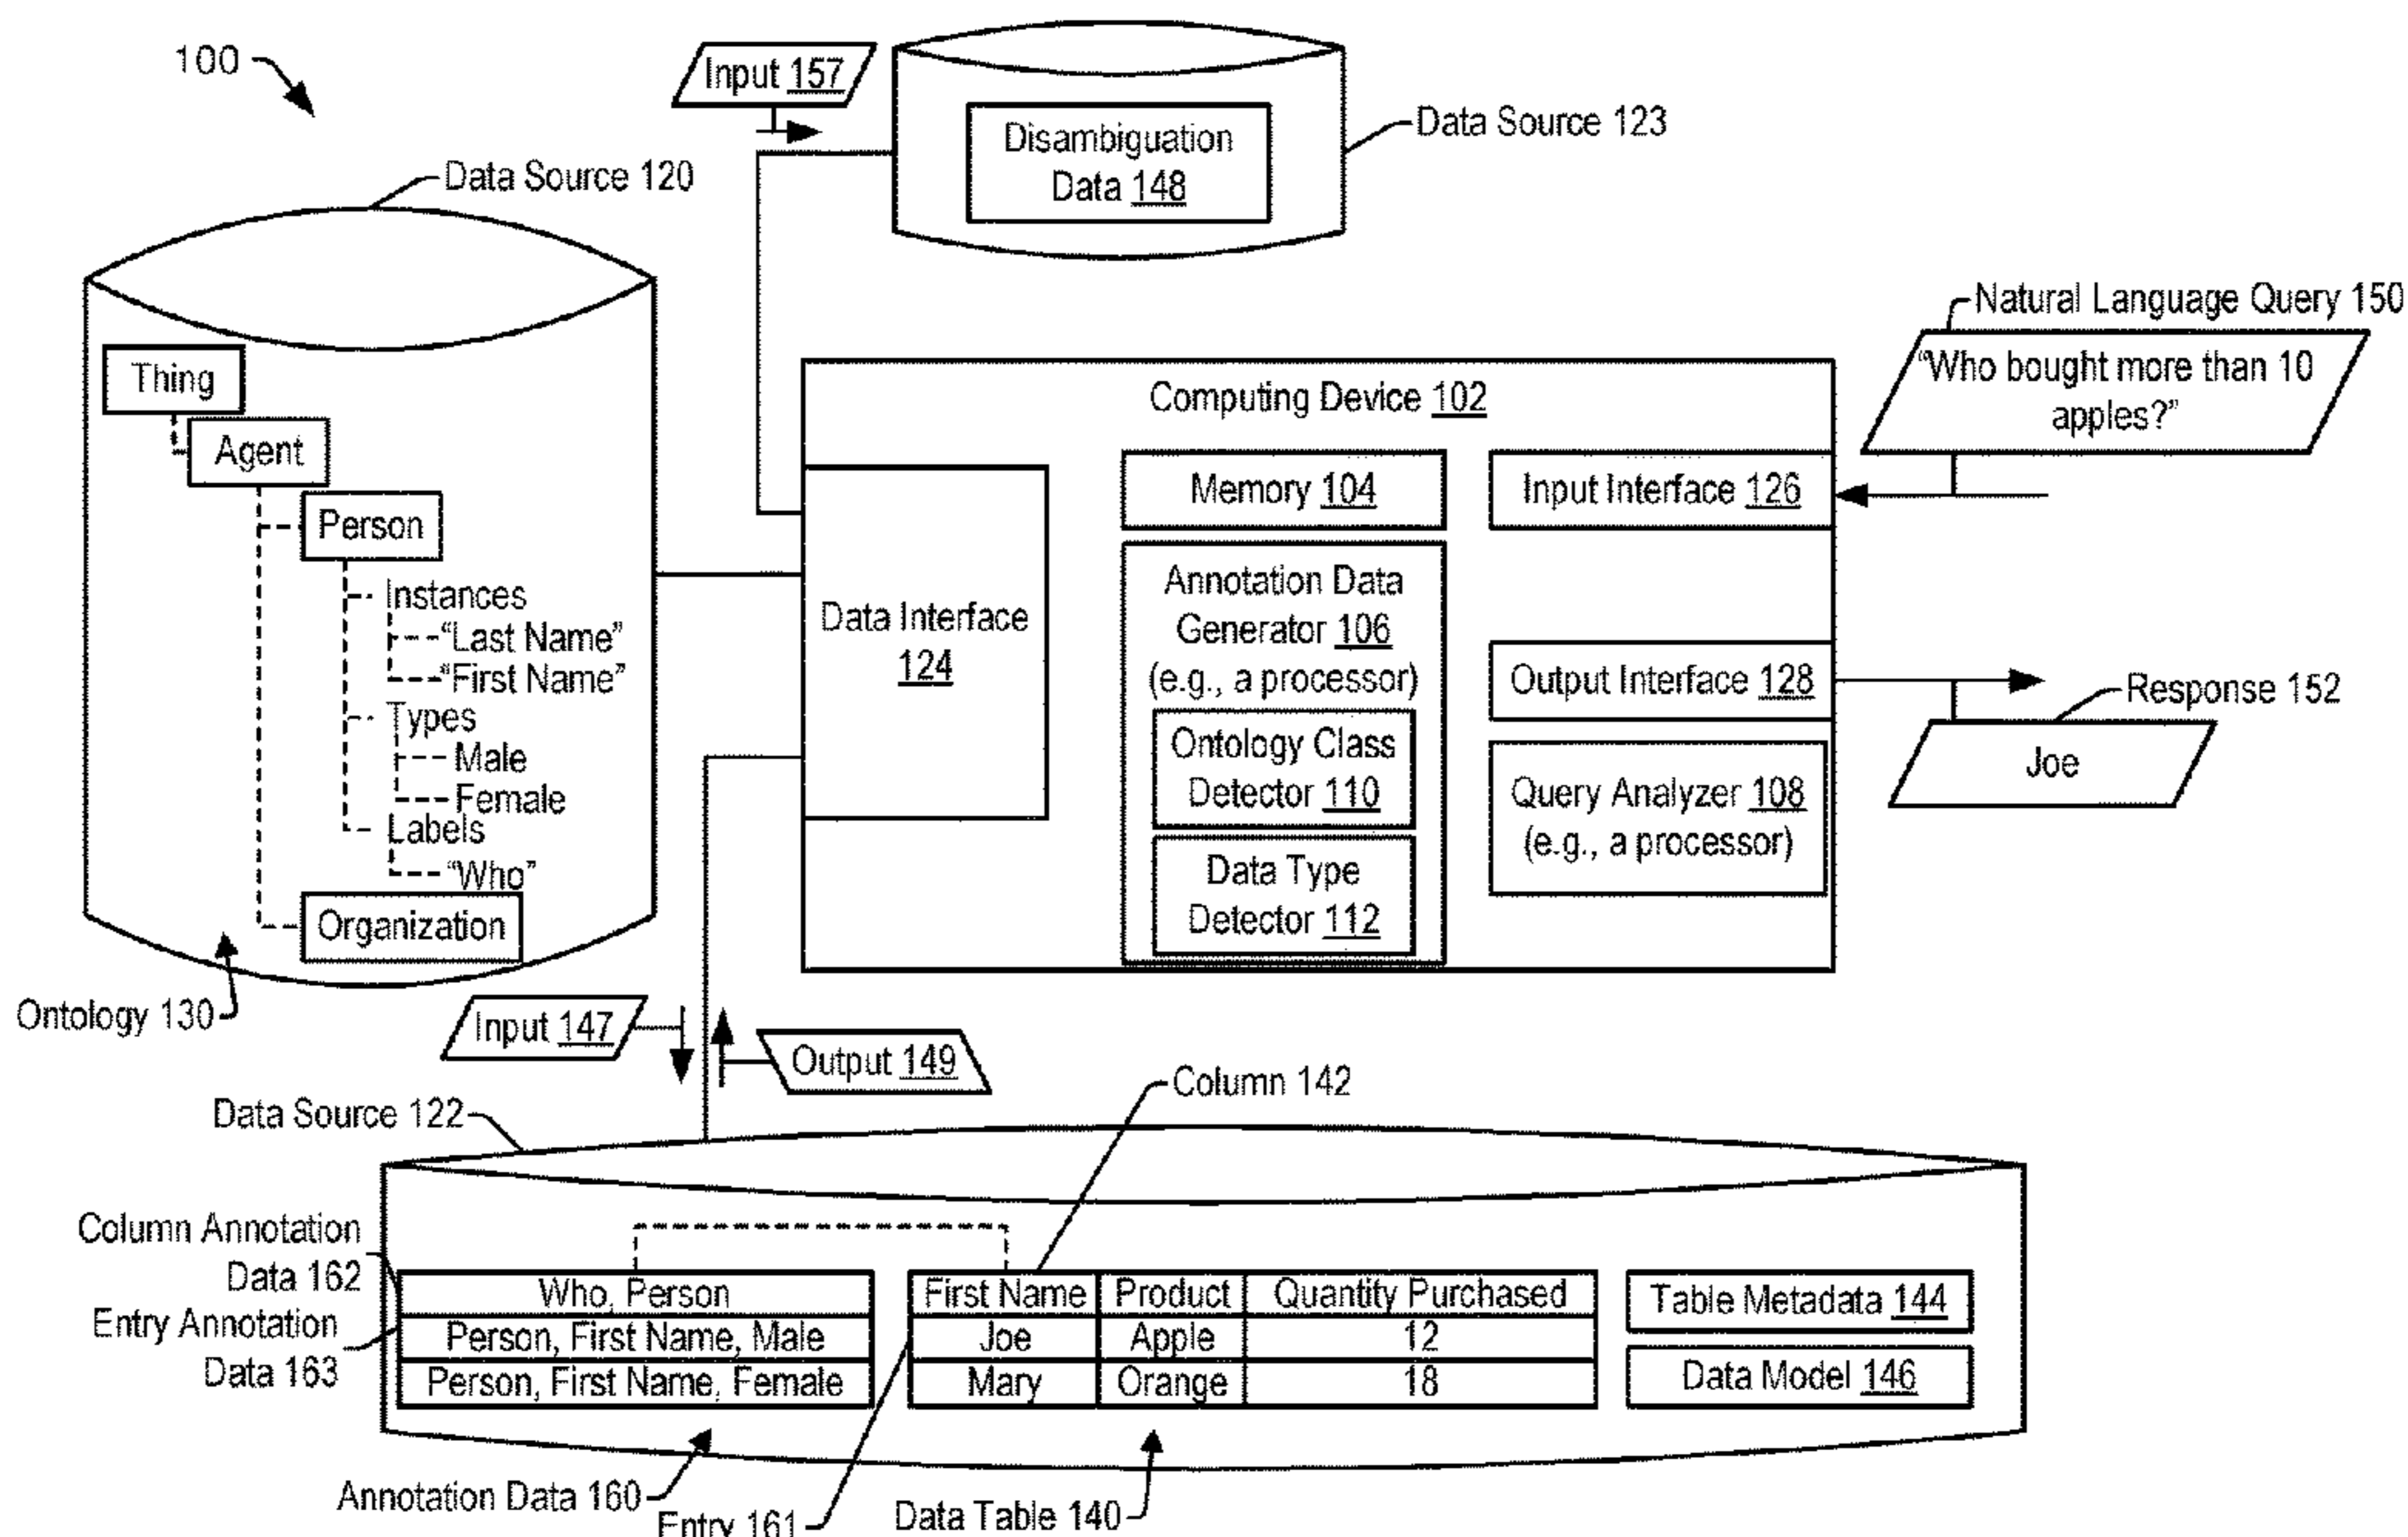 100
Input 157
Disambiguation
Data 148
Data Source 123
Data Source 120
Thing
Agent
Person
Instances
“Last Name”
“First Name”
Types
Male
Female
Labels
“Who”
Organization
Ontology 130
Natural Language Query 150
“Who bought more than 10
apples?”
Computing Device 102
Data Interface
124
Memory 104
Annotation Data
Generator 106
(e.g., a processor)
Ontology Class
Detector 110
Data Type
Detector 112
Input Interface 126
Output Interface 128
Query Analyzer 108
(e.g., a processor)
Response 152
Joe
Input 147
Output 149
Data Source 122
Column 142
Column Annotation
Data 162
Entry Annotation
Data 163
Who, Person
Person, First Name, Male
Person, First Name, Female
First Name Product Quantity Purchased
Joe Apple 12
Mary Orange 18
Table Metadata 144
Data Model 146
Annotation Data 160
Entry 161
Data Table 140